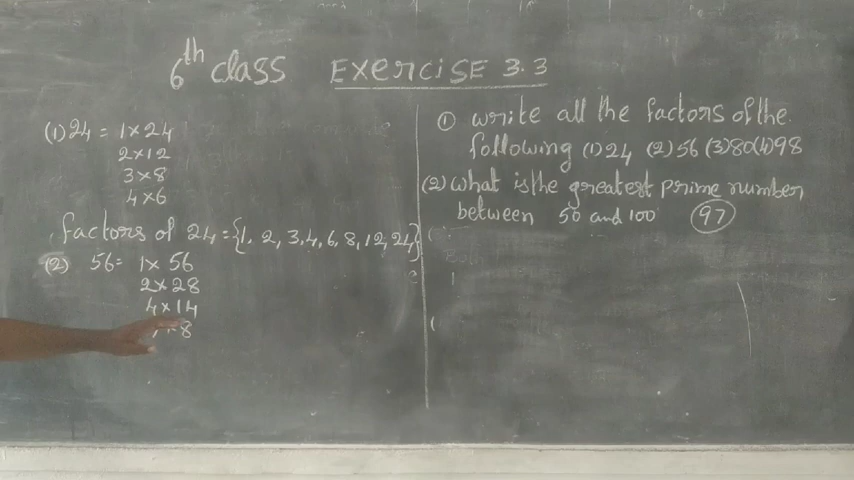 6th class Exercise 3.3
(1) 24 = 1×24
2×12
3×8
4×6
factors of 24 = {1, 2, 3, 4, 6, 8, 12, 24}
(2) 56 = 1×56
2×28
4×14
×8
① write all the factors of the
following (1) 24 (2) 56 (3) 80 (4) 98
(2) what is the greatest prime number
between 50 and 100 97